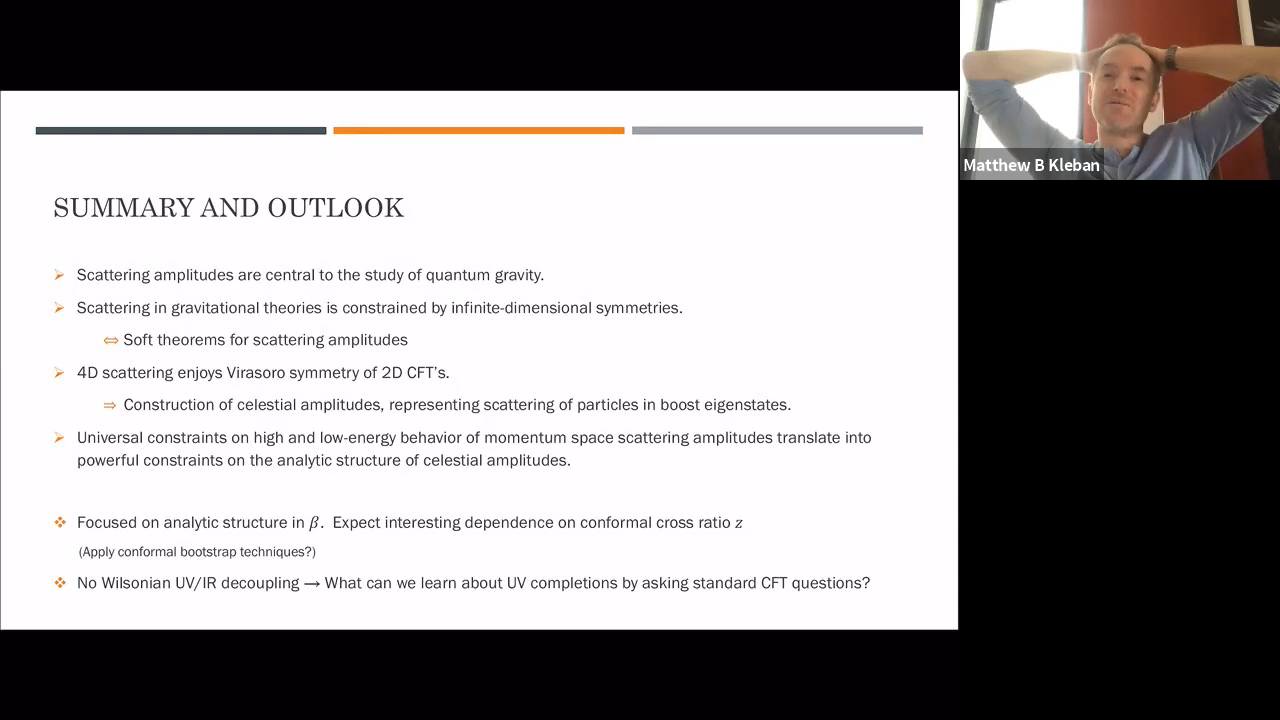 SUMMARY AND OUTLOOK
➢ Scattering amplitudes are central to the study of quantum gravity.
➢ Scattering in gravitational theories is constrained by infinite-dimensional symmetries.
⇔ Soft theorems for scattering amplitudes
➢ 4D scattering enjoys Virasoro symmetry of 2D CFT's.
⇒ Construction of celestial amplitudes, representing scattering of particles in boost eigenstates.
➢ Universal constraints on high and low-energy behavior of momentum space scattering amplitudes translate into
powerful constraints on the analytic structure of celestial amplitudes.
❖ Focused on analytic structure in β. Expect interesting dependence on conformal cross ratio z
(Apply conformal bootstrap techniques?)
❖ No Wilsonian UV/IR decoupling → What can we learn about UV completions by asking standard CFT questions?
Matthew B Kleban